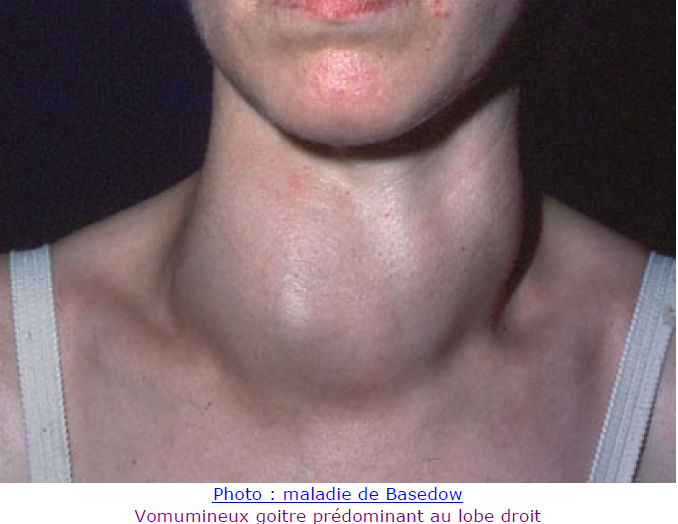 Photo : maladie de Basedow
Vomumineux goitre prédominant au lobe droit